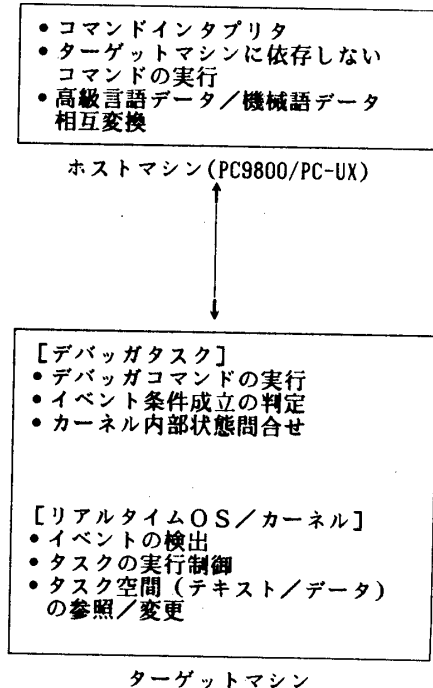 • コマンドインタプリタ
• ターゲットマシンに依存しない
コマンドの実行
• 高級言語データ／機械語データ
相互変換
ホストマシン(PC9800/PC-UX)
[デバッガタスク]
• デバッガコマンドの実行
• イベント条件成立の判定
• カーネル内部状態問合せ
[リアルタイムＯＳ／カーネル]
• イベントの検出
• タスクの実行制御
• タスク空間（テキスト／データ）
の参照／変更
ターゲットマシン